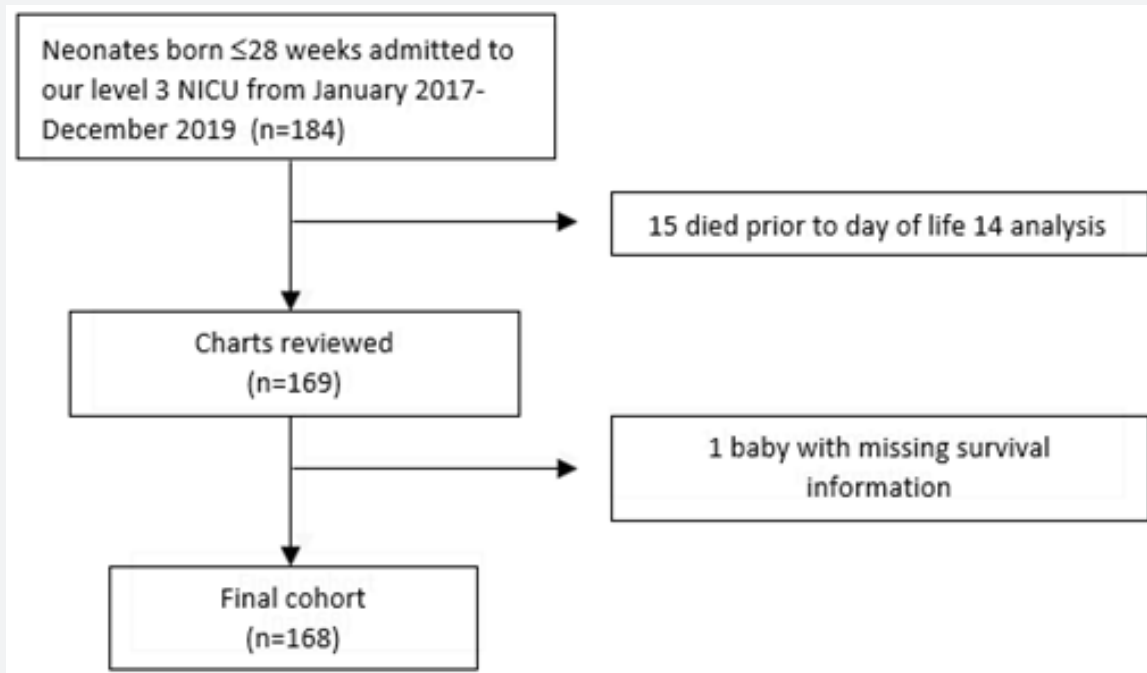 Neonates born ≤28 weeks admitted to
our level 3 NICU from January 2017-
December 2019 (n=184)
15 died prior to day of life 14 analysis
Charts reviewed
(n=169)
1 baby with missing survival
information
Final cohort
(n=168)